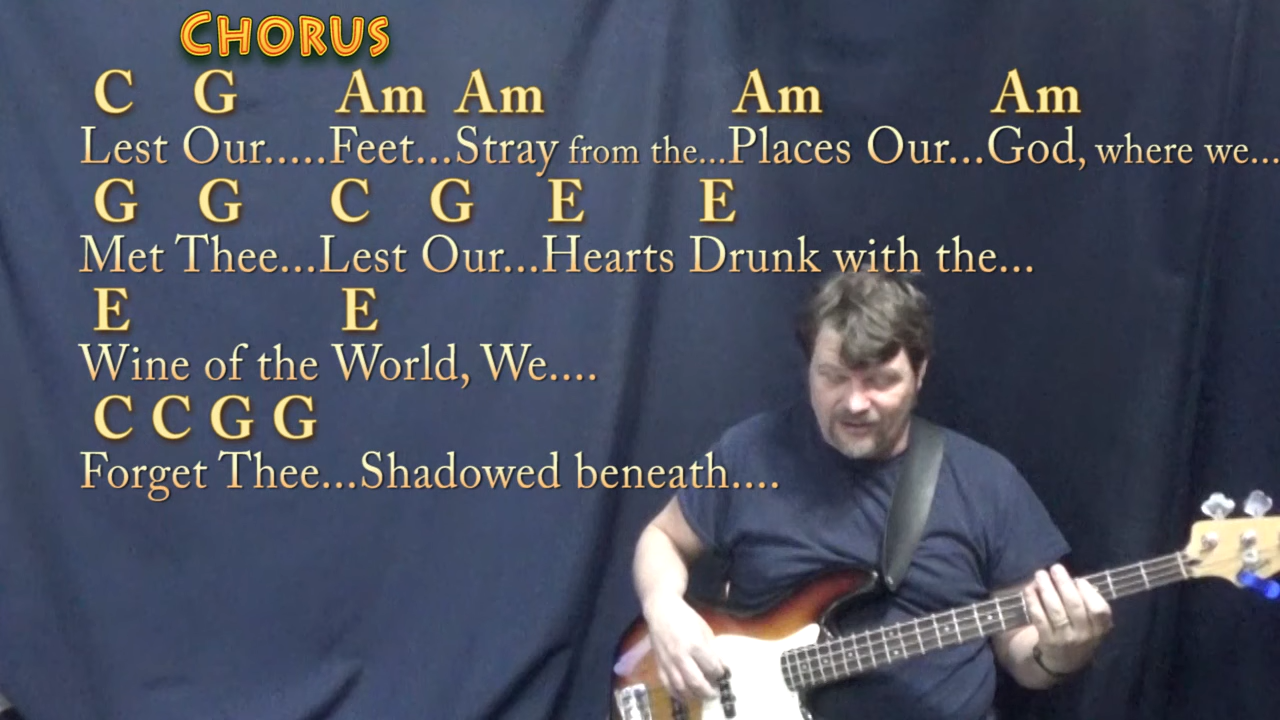 CHORUS
C G Am Am Am Am
Lest Our.....Feet...Stray from the...Places Our...God, where we...
G G C G E E
Met Thee...Lest Our...Hearts Drunk with the...
E E
Wine of the World, We....
C C G G
Forget Thee...Shadowed beneath....